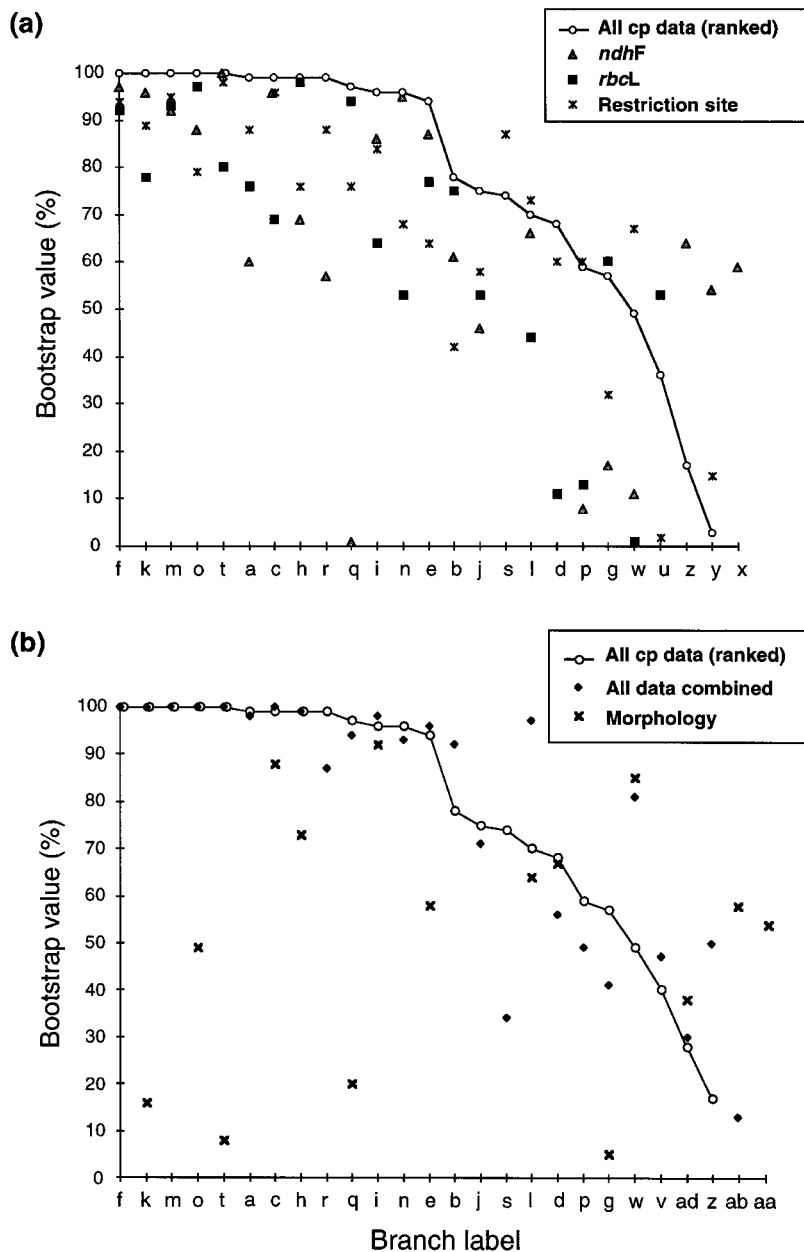 (a)
All cp data (ranked)
ndhF
rbcL
Restriction site
Bootstrap value (%)
100
90
80
70
60
50
40
30
20
10
0
f k m o t a c h r q i n e b j s l d p g w u z y x
(b)
All cp data (ranked)
All data combined
Morphology
Bootstrap value (%)
100
90
80
70
60
50
40
30
20
10
0
f k m o t a c h r q i n e b j s l d p g w v ad z ab aa
Branch label